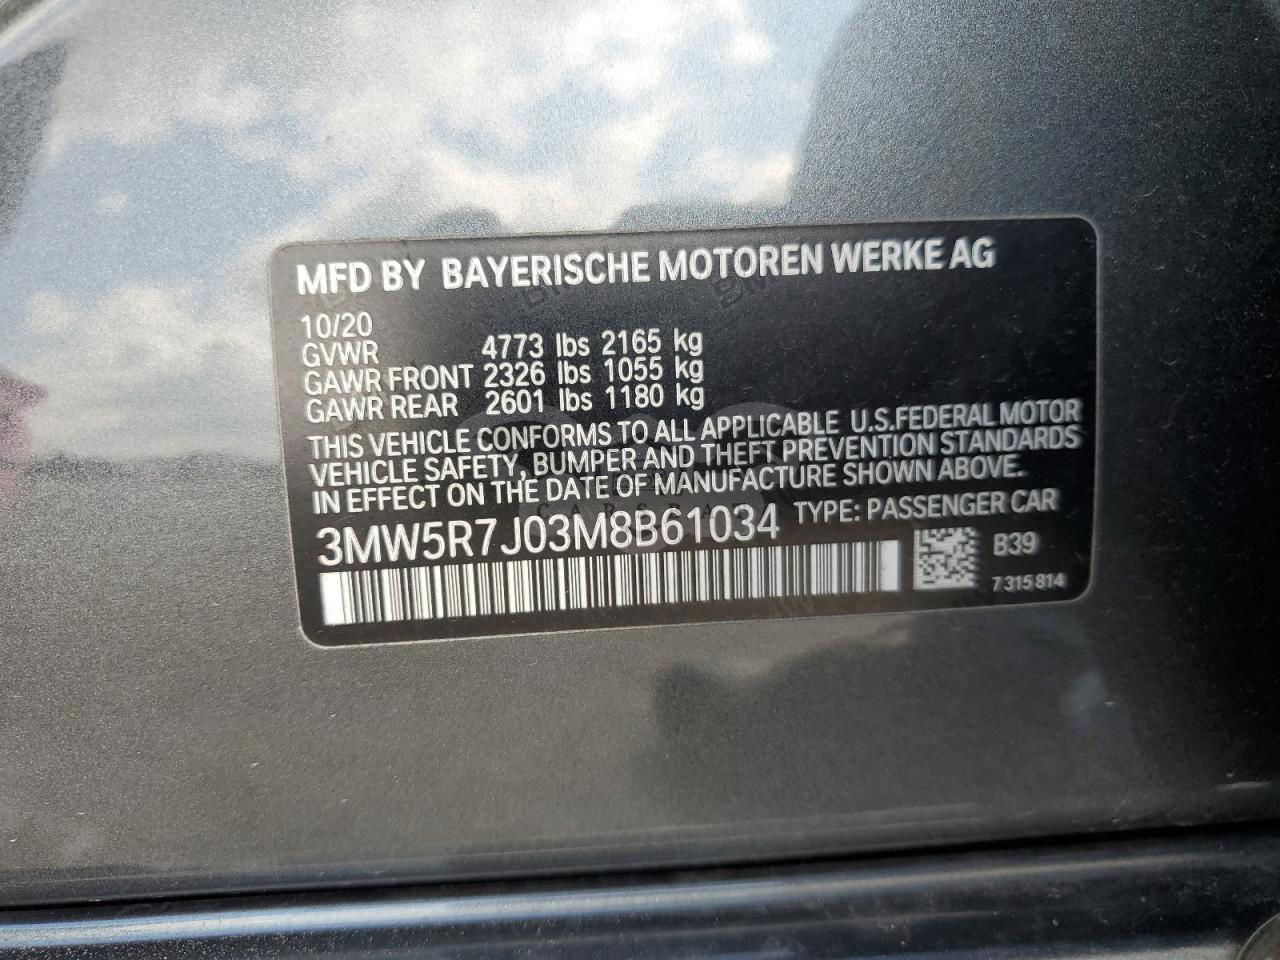 MFD BY BAYERISCHE MOTOREN WERKE AG
10/20
GVWR 4773 lbs 2165 kg
GAWR FRONT 2326 lbs 1055 kg
GAWR REAR 2601 lbs 1180 kg
THIS VEHICLE CONFORMS TO ALL APPLICABLE U.S.FEDERAL MOTOR
VEHICLE SAFETY, BUMPER AND THEFT PREVENTION STANDARDS
IN EFFECT ON THE DATE OF MANUFACTURE SHOWN ABOVE.
3MW5R7J03M8B61034 TYPE: PASSENGER CAR
B39
7 315 814